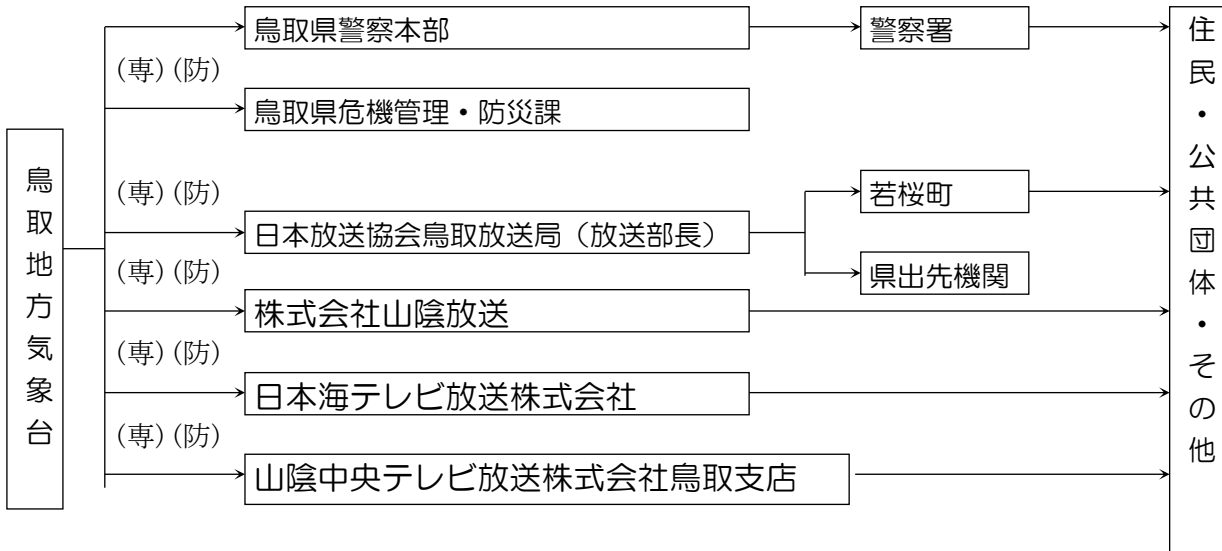 鳥取地方気象台
鳥取県警察本部
警察署
(専)(防)
鳥取県危機管理・防災課
(専)(防)
日本放送協会鳥取放送局（放送部長）
若桜町
県出先機関
(専)(防)
株式会社山陰放送
(専)(防)
日本海テレビ放送株式会社
(専)(防)
山陰中央テレビ放送株式会社鳥取支店
住民・公共団体・その他